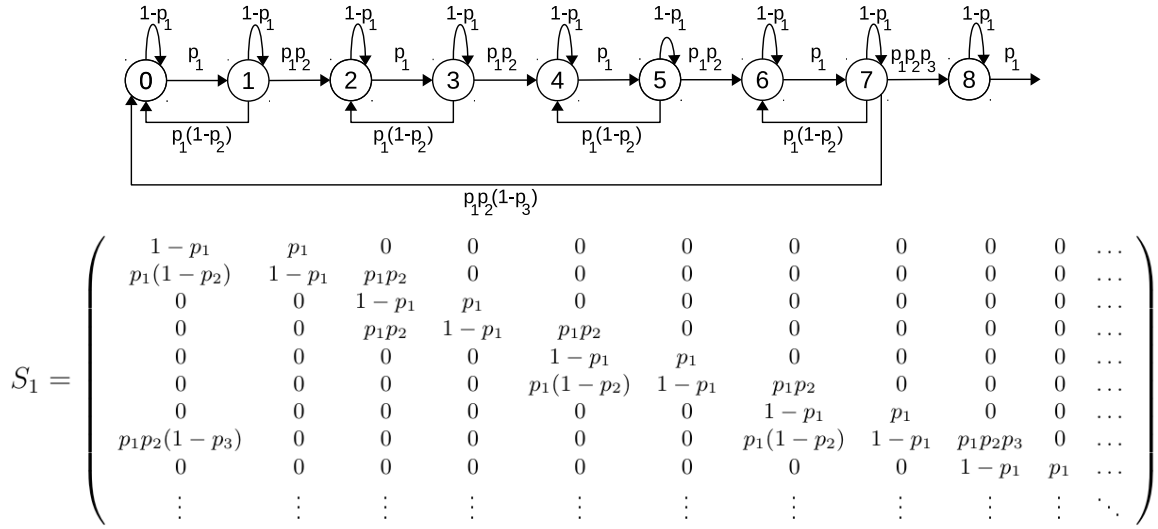 1-p₁ 1-p₁ 1-p₁ 1-p₁ 1-p₁ 1-p₁ 1-p₁ 1-p₁ 1-p₁
p₁ p₁p₂ p₁ p₁p₂ p₁ p₁p₂ p₁ p₁p₂p₃ p₁
0 1 2 3 4 5 6 7 8
p₁(1-p₂) p₁(1-p₂) p₁(1-p₂) p₁(1-p₂)
p₁p₂(1-p₃)
1 − p₁ p₁ 0 0 0 0 0 0 0 0 …
p₁(1 − p₂) 1 − p₁ p₁p₂ 0 0 0 0 0 0 0 …
0 0 1 − p₁ p₁ 0 0 0 0 0 0 …
0 0 p₁p₂ 1 − p₁ p₁p₂ 0 0 0 0 0 …
0 0 0 0 1 − p₁ p₁ 0 0 0 0 …
S₁ =
0 0 0 0 p₁(1 − p₂) 1 − p₁ p₁p₂ 0 0 0 …
0 0 0 0 0 0 1 − p₁ p₁ 0 0 …
p₁p₂(1 − p₃) 0 0 0 0 0 p₁(1 − p₂) 1 − p₁ p₁p₂p₃ 0 …
0 0 0 0 0 0 0 0 1 − p₁ p₁ …
⋮ ⋮ ⋮ ⋮ ⋮ ⋮ ⋮ ⋮ ⋮ ⋮ ⋱